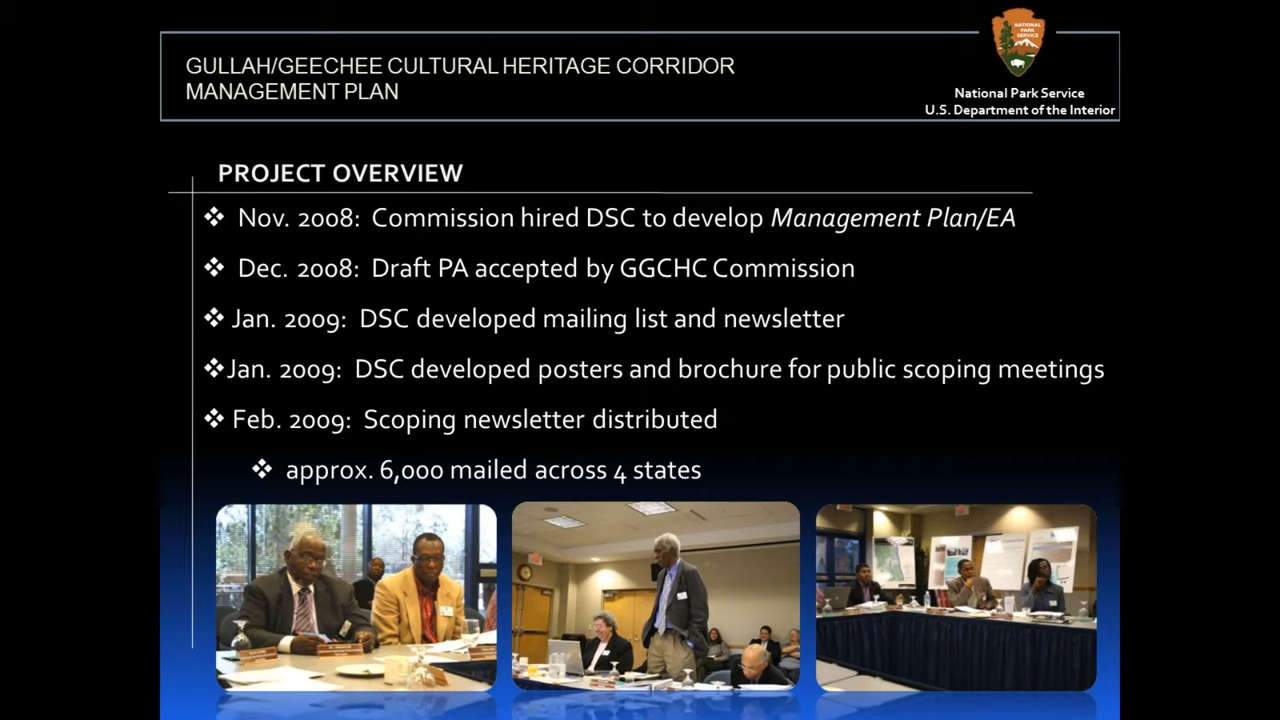 GULLAH/GEECHEE CULTURAL HERITAGE CORRIDOR
MANAGEMENT PLAN
NATIONAL
PARK
SERVICE
National Park Service
U.S. Department of the Interior
PROJECT OVERVIEW
❖ Nov. 2008: Commission hired DSC to develop Management Plan/EA
❖ Dec. 2008: Draft PA accepted by GGCHC Commission
❖ Jan. 2009: DSC developed mailing list and newsletter
❖ Jan. 2009: DSC developed posters and brochure for public scoping meetings
❖ Feb. 2009: Scoping newsletter distributed
❖ approx. 6,000 mailed across 4 states